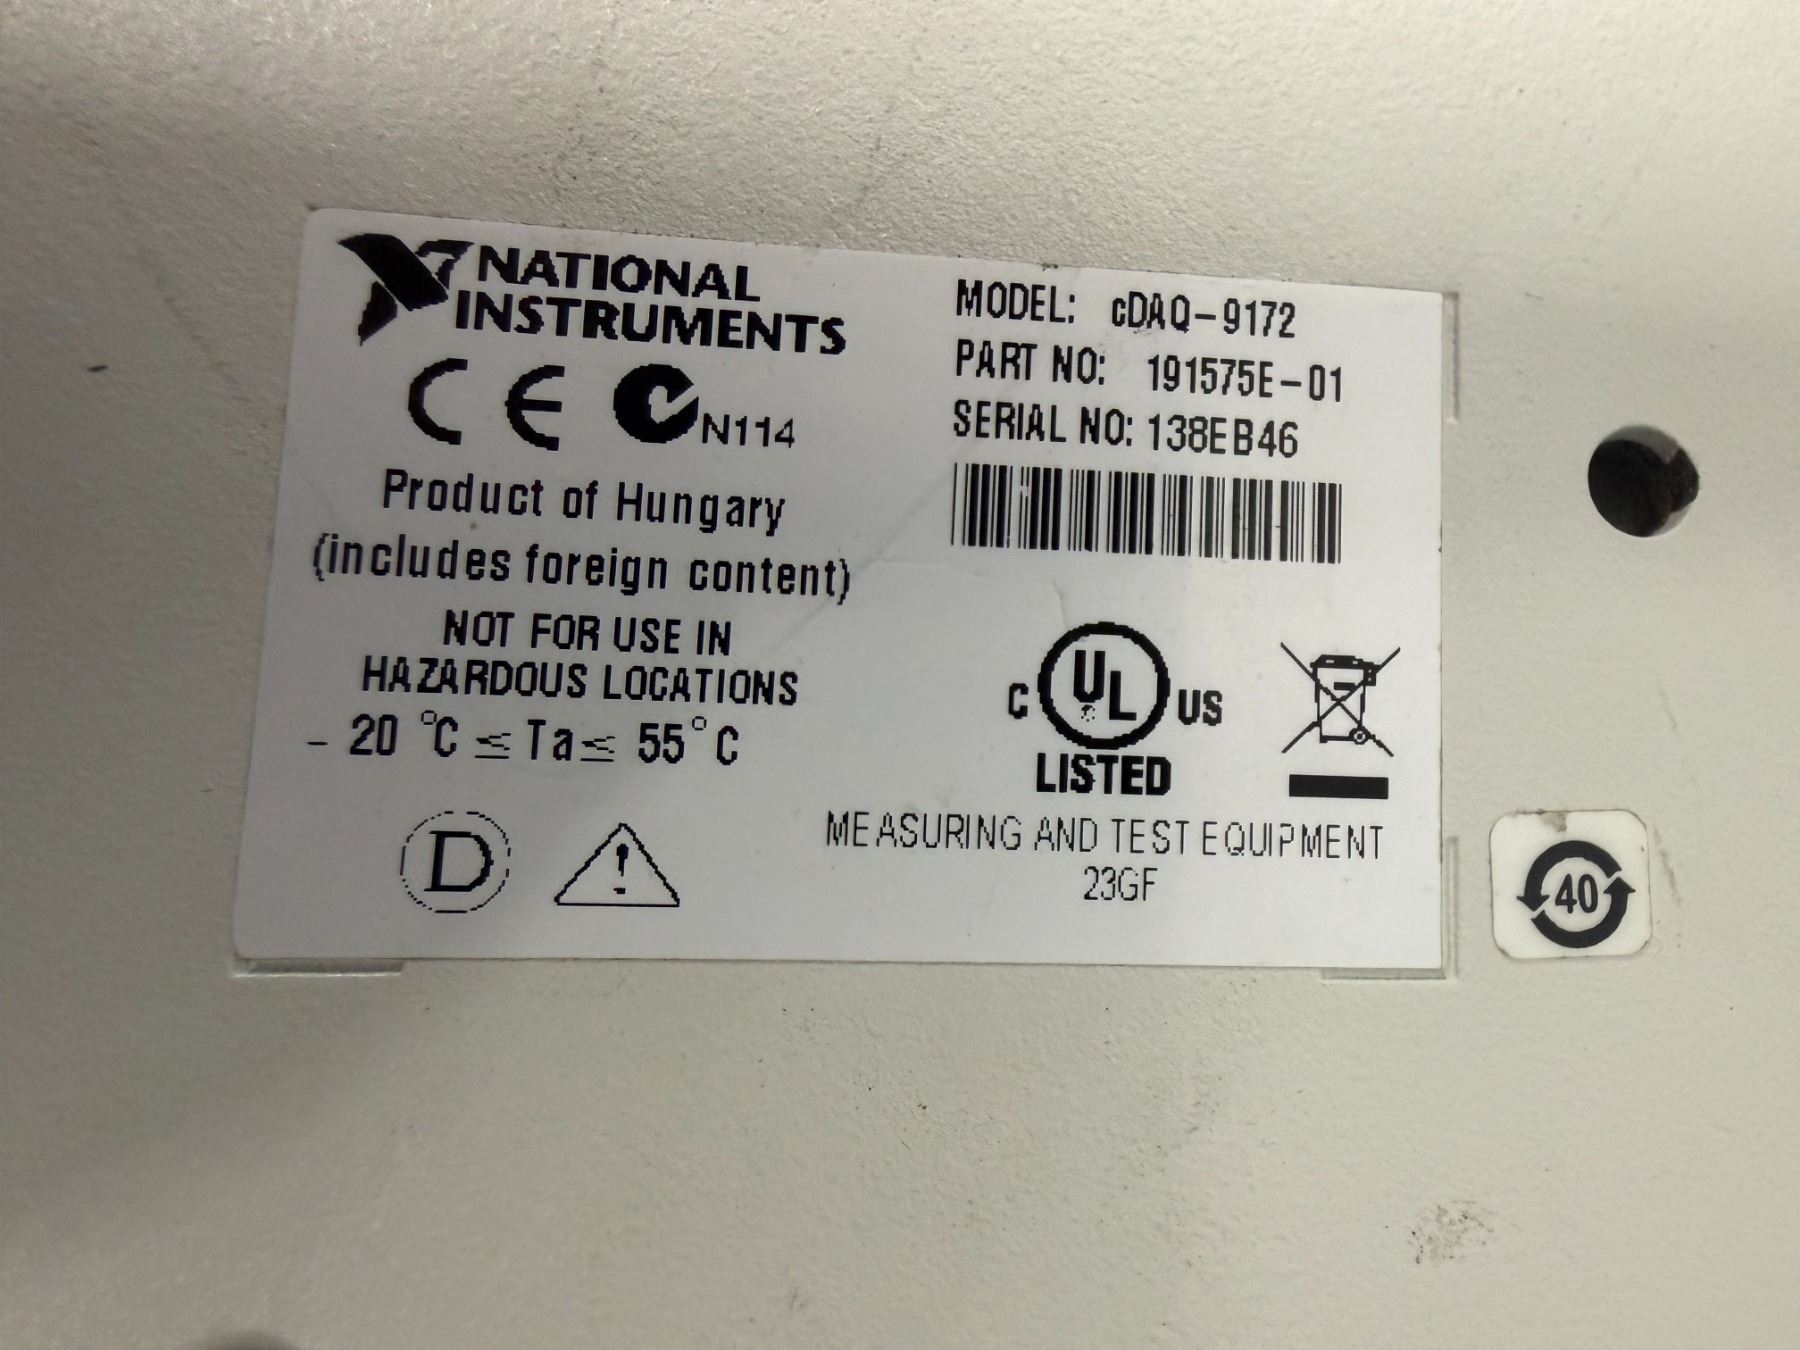 NATIONAL
INSTRUMENTS
CE N114
Product of Hungary
(includes foreign content)
NOT FOR USE IN
HAZARDOUS LOCATIONS
- 20 °C ≤ Ta ≤ 55° C
D !
MODEL: cDAQ-9172
PART NO: 191575E-01
SERIAL NO: 138EB46
C UL US
LISTED
MEASURING AND TEST EQUIPMENT
23GF
40